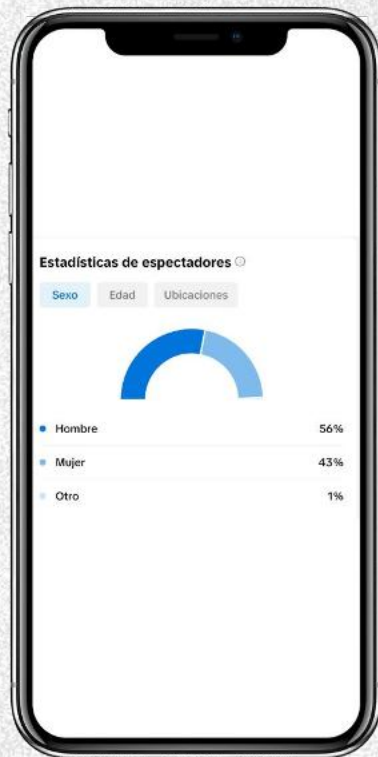 Estadísticas de espectadores
Sexo Edad Ubicaciones
Hombre 56%
Mujer 43%
Otro 1%